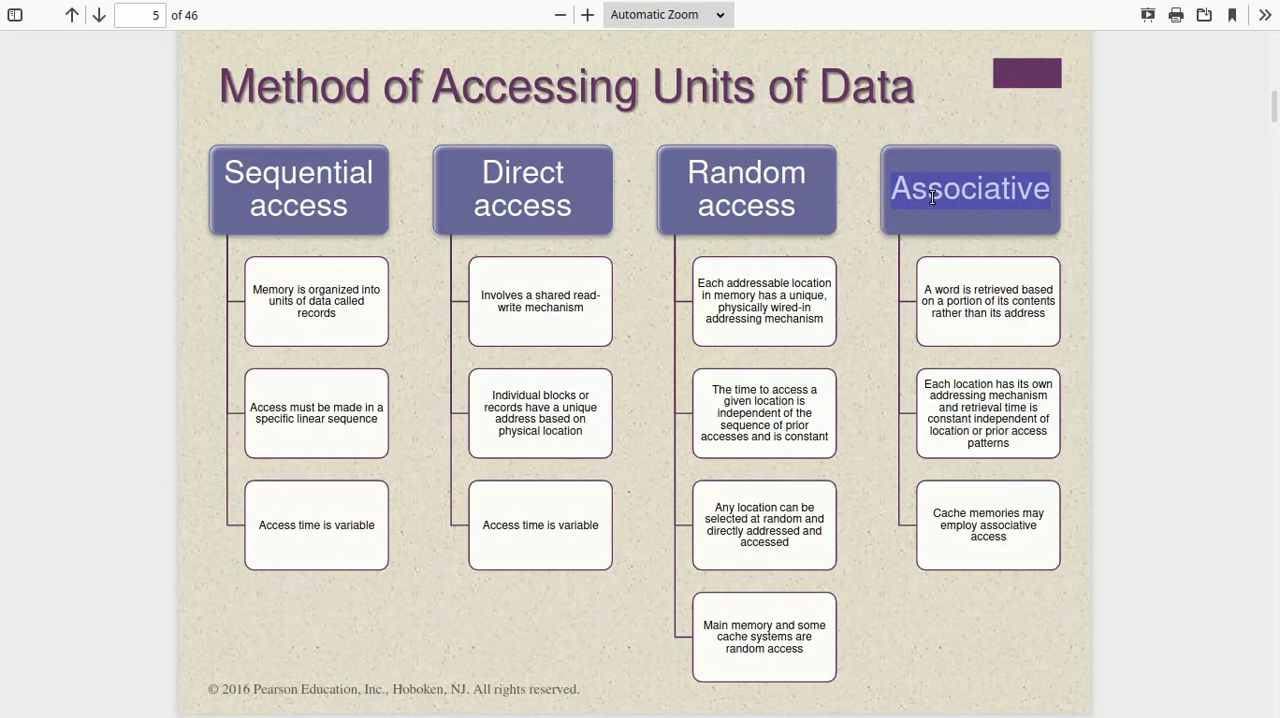 5 of 46
Automatic Zoom
Method of Accessing Units of Data
Sequential
access
Memory is organized into
units of data called
records
Access must be made in a
specific linear sequence
Access time is variable
Direct
access
Involves a shared read-
write mechanism
Individual blocks or
records have a unique
address based on
physical location
Access time is variable
Random
access
Each addressable location
in memory has a unique,
physically wired-in
addressing mechanism
The time to access a
given location is
independent of the
sequence of prior
accesses and is constant
Any location can be
selected at random and
directly addressed and
accessed
Main memory and some
cache systems are
random access
Associative
A word is retrieved based
on a portion of its contents
rather than its address
Each location has its own
addressing mechanism
and retrieval time is
constant independent of
location or prior access
patterns
Cache memories may
employ associative
access
© 2016 Pearson Education, Inc., Hoboken, NJ. All rights reserved.